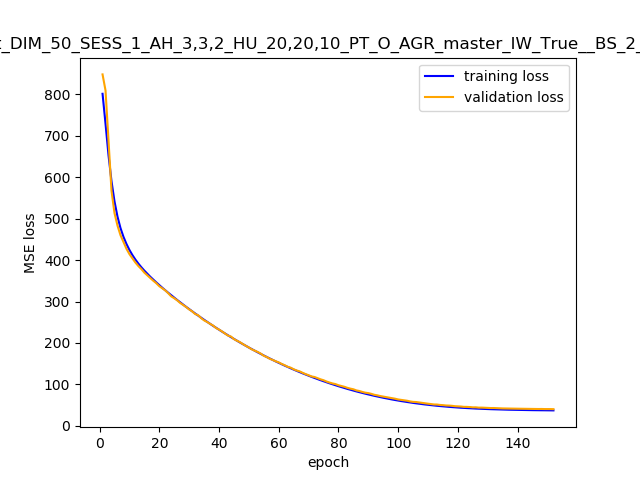 t_DIM_50_SESS_1_AH_3,3,2_HU_20,20,10_PT_O_AGR_master_IW_True__BS_2_
training loss
validation loss
MSE loss
800
700
600
500
400
300
200
100
0
0 20 40 60 80 100 120 140
epoch